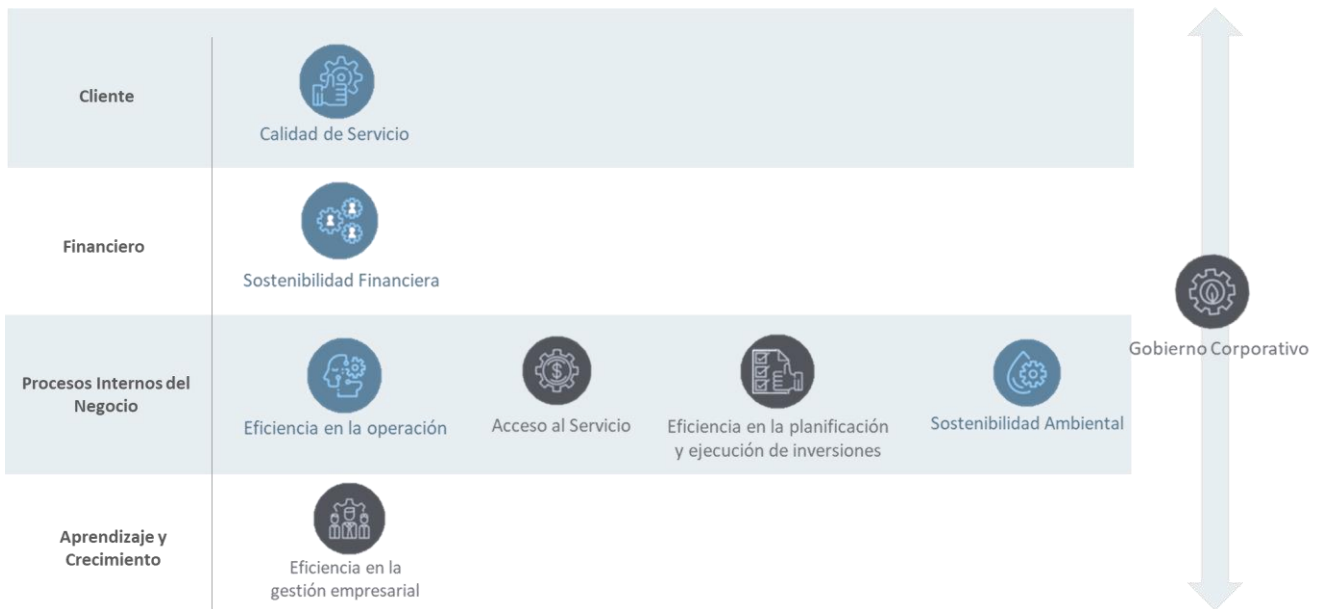 Cliente
Calidad de Servicio
Financiero
Sostenibilidad Financiera
Procesos Internos del
Negocio
Eficiencia en la operación
Acceso al Servicio
Eficiencia en la planificación
y ejecución de inversiones
Sostenibilidad Ambiental
Gobierno Corporativo
Aprendizaje y
Crecimiento
Eficiencia en la
gestión empresarial